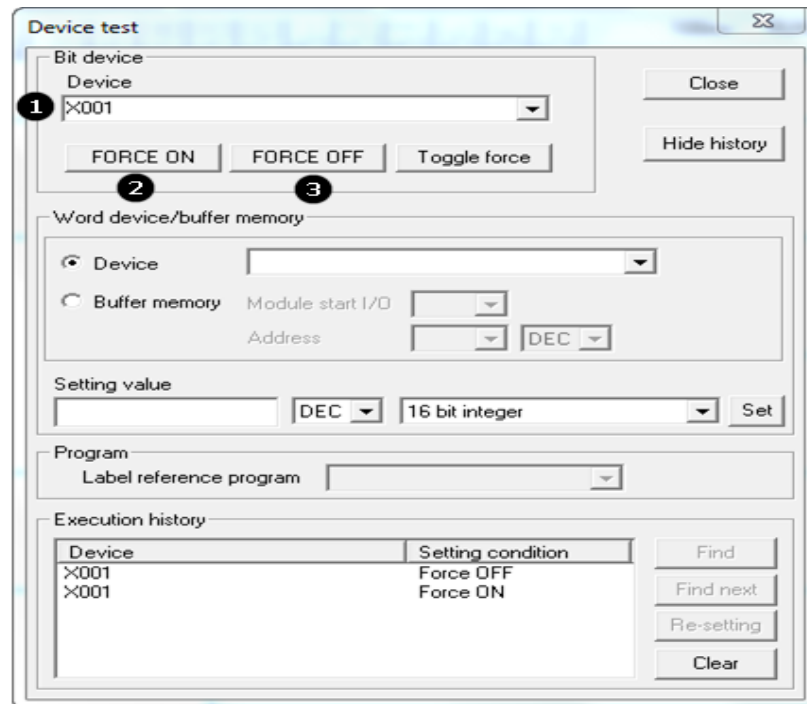 Device test
Bit device
Device
1 X001
FORCE ON FORCE OFF Toggle force
2 3
Close
Hide history
Word device/buffer memory
Device
Buffer memory Module start I/O
Address DEC
Setting value
DEC 16 bit integer Set
Program
Label reference program
Execution history
Device Setting condition
X001 Force OFF
X001 Force ON
Find
Find next
Re-setting
Clear